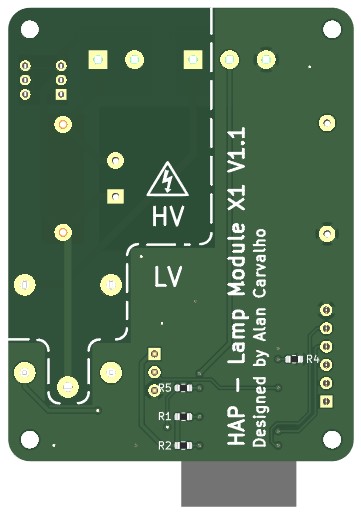 HV
LV
HAP - Lamp Module X1 V1.1
Designed by Alan Carvalho
R4
R5
R1
R2